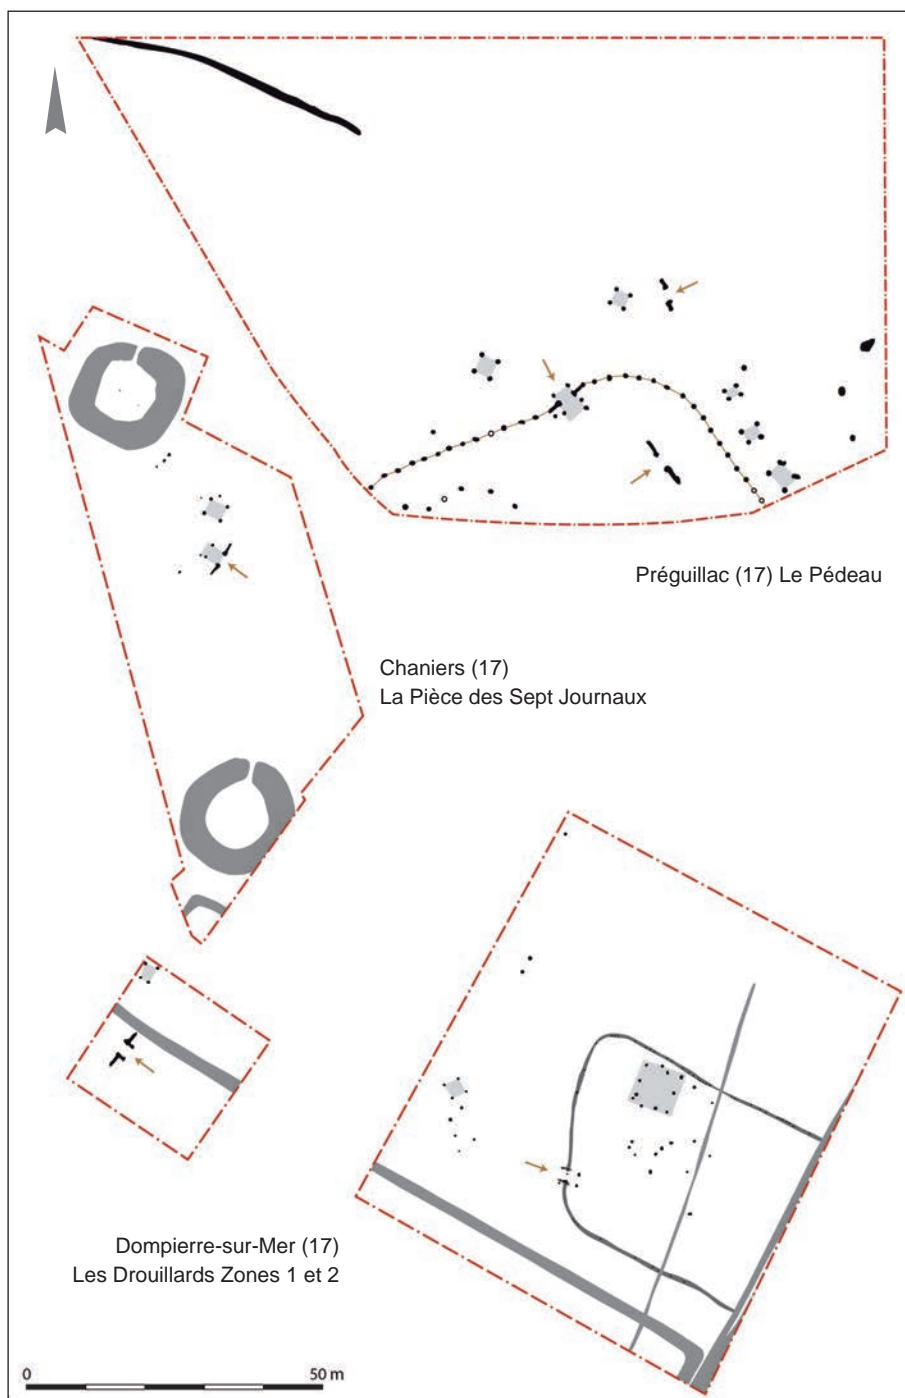 Préguillac (17) Le Pédeau
Chaniers (17)
La Pièce des Sept Journaux
Dompierre-sur-Mer (17)
Les Drouillards Zones 1 et 2
0 50 m